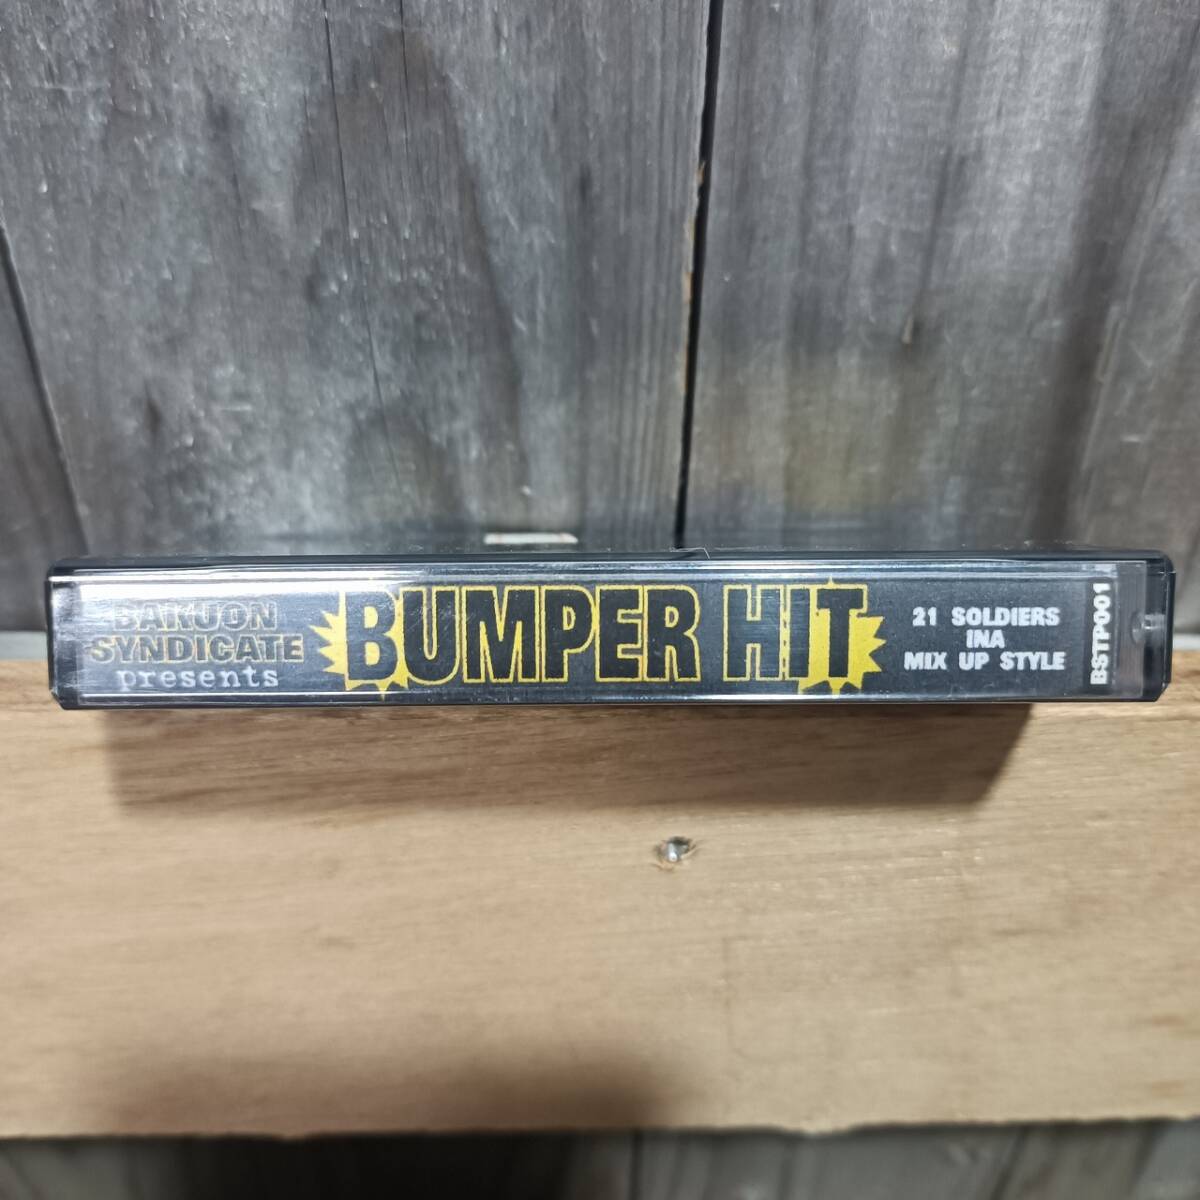 BAKUON
SYNDICATE
presents
BUMPER HIT
21 SOLDIERS
INA
MIX UP STYLE
BSTP001